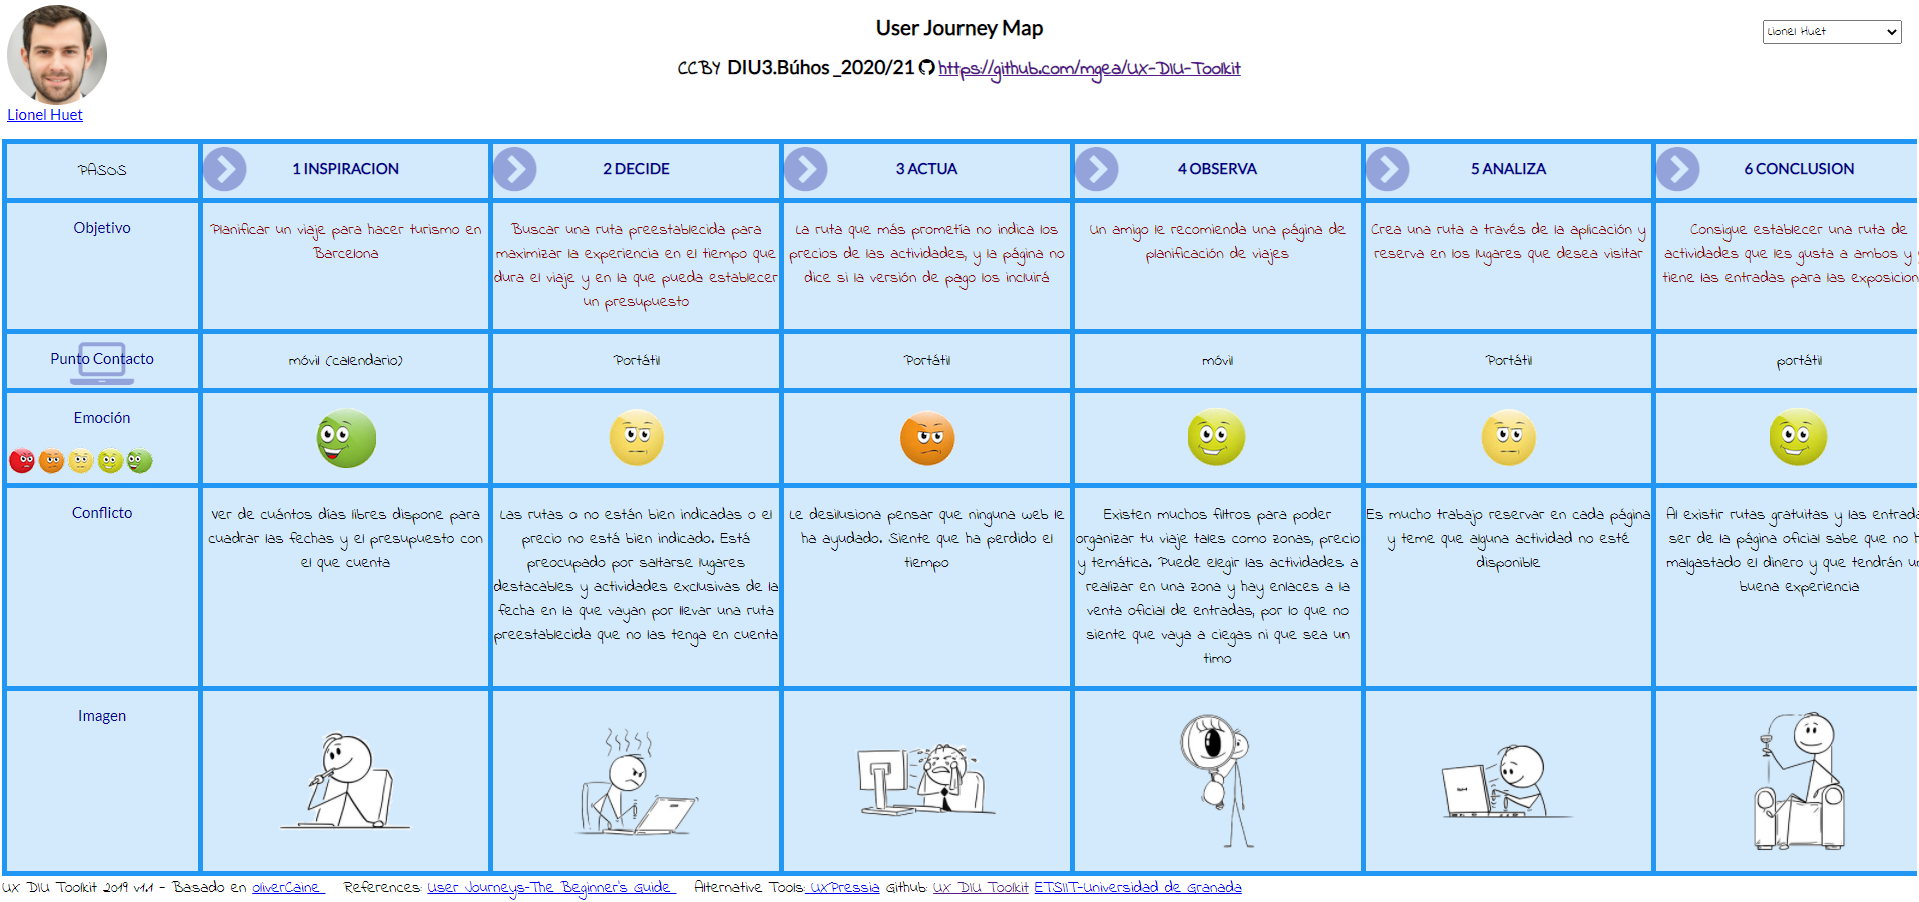 User Journey Map
Lionel Huet
CCBY DIU3.Búhos _2020/21 https://github.com/mgea/UX-DIU-Toolkit
Lionel Huet
PASOS
1 INSPIRACION
2 DECIDE
3 ACTUA
4 OBSERVA
5 ANALIZA
6 CONCLUSION
Objetivo
Planificar un viaje para hacer turismo en
Barcelona
Buscar una ruta preestablecida para
maximizar la experiencia en el tiempo que
dura el viaje y en la que pueda establecer
un presupuesto
La ruta que más prometía no indica los
precios de las actividades, y la página no
dice si la versión de pago los incluirá
Un amigo le recomienda una página de
planificación de viajes
Crea una ruta a través de la aplicación y
reserva en los lugares que desea visitar
Consigue establecer una ruta de
actividades que les gusta a ambos y
tiene las entradas para las exposicion
Punto Contacto
móvil (calendario)
Portátil
Portátil
móvil
Portátil
portátil
Emoción
Conflicto
Ver de cuántos días libres dispone para
cuadrar las fechas y el presupuesto con
el que cuenta
Las rutas o no están bien indicadas o el
precio no está bien indicado. Está
preocupado por saltarse lugares
destacables y actividades exclusivas de la
fecha en la que vayan por llevar una ruta
preestablecida que no las tenga en cuenta
Le desilusiona pensar que ninguna web le
ha ayudado. Siente que ha perdido el
tiempo
Existen muchos filtros para poder
organizar tu viaje tales como zonas, precio
y temática. Puede elegir las actividades a
realizar en una zona y hay enlaces a la
venta oficial de entradas, por lo que no
siente que vaya a ciegas ni que sea un
timo
Es mucho trabajo reservar en cada página
y teme que alguna actividad no esté
disponible
Al existir rutas gratuitas y las entrada
ser de la página oficial sabe que no h
malgastado el dinero y que tendrán u
buena experiencia
Imagen
UX DIU Toolkit 2019 v1.1 - Basado en oliverCaine References: User Journeys-The Beginner's Guide Alternative Tools: UXPressia Github: UX DIU Toolkit ETSIIT-Universidad de Granada